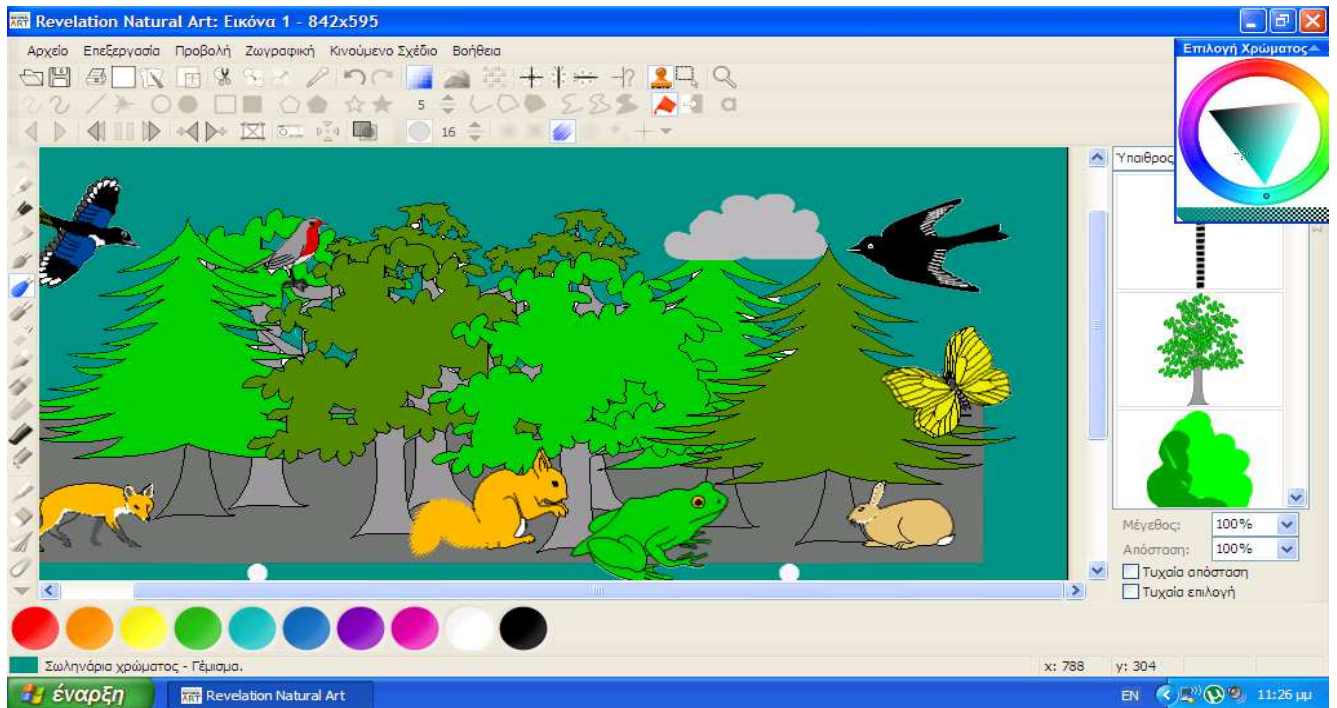 Revelation Natural Art: Εικόνα 1 - 842x595
Αρχείο Επεξεργασία Προβολή Ζωγραφική Κινούμενο Σχέδιο Βοήθεια
Επιλογή Χρώματος
5
16
Ύπαιθρος
Μέγεθος: 100%
Απόσταση: 100%
Τυχαία απόσταση
Τυχαία επιλογή
Σωληνάρια χρώματος - Γέμισμα.
x: 788 y: 304
έναρξη
Revelation Natural Art
EN
11:26 μμ